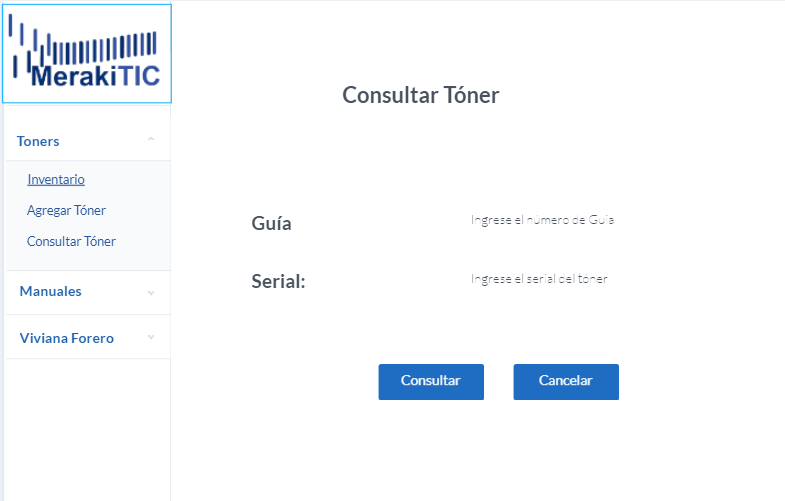 MerakiTIC
Consultar Tóner
Toners
Inventario
Agregar Tóner
Consultar Tóner
Manuales
Viviana Forero
Guía
Ingrese el número de Guía
Serial:
Ingrese el serial del tóner
Consultar
Cancelar